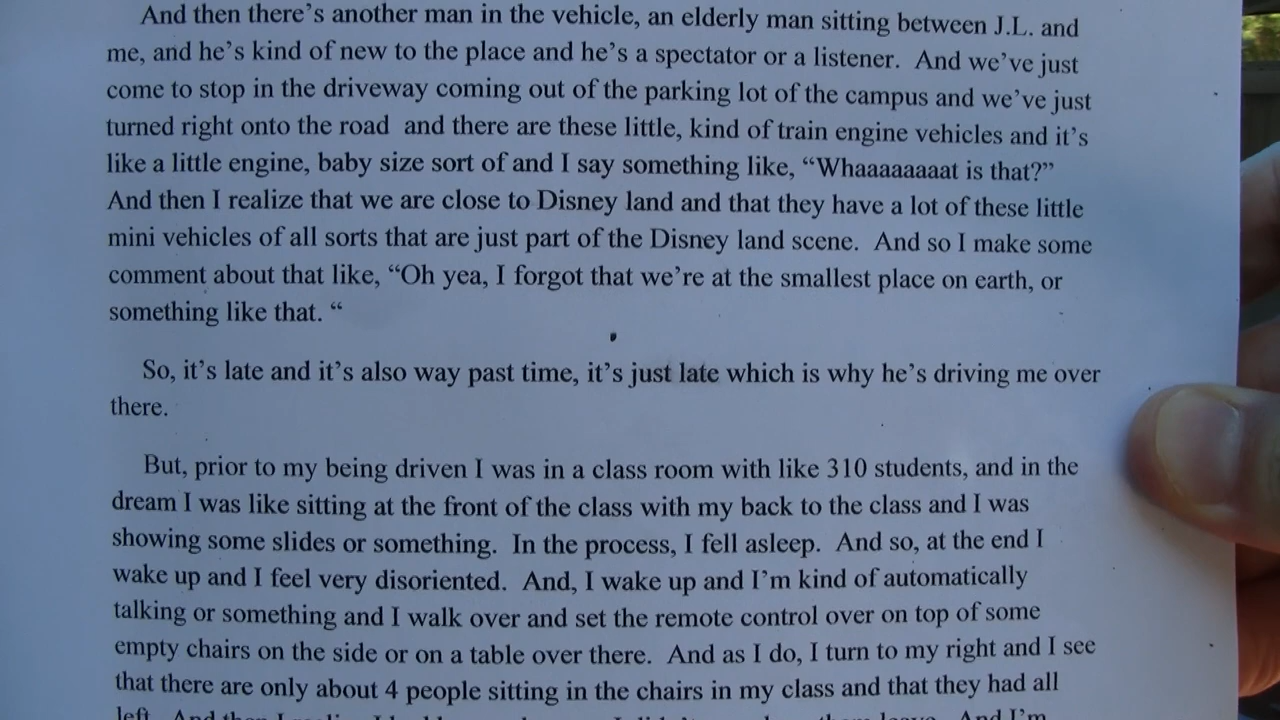 And then there’s another man in the vehicle, an elderly man sitting between J.L. and
me, and he’s kind of new to the place and he’s a spectator or a listener.  And we’ve just
come to stop in the driveway coming out of the parking lot of the campus and we’ve just
turned right onto the road  and there are these little, kind of train engine vehicles and it’s
like a little engine, baby size sort of and I say something like, “Whaaaaaaaat is that?”
And then I realize that we are close to Disney land and that they have a lot of these little
mini vehicles of all sorts that are just part of the Disney land scene.  And so I make some
comment about that like, “Oh yea, I forgot that we’re at the smallest place on earth, or
something like that. “
So, it’s late and it’s also way past time, it’s just late which is why he’s driving me over
there.
But, prior to my being driven I was in a class room with like 310 students, and in the
dream I was like sitting at the front of the class with my back to the class and I was
showing some slides or something.  In the process, I fell asleep.  And so, at the end I
wake up and I feel very disoriented.  And, I wake up and I’m kind of automatically
talking or something and I walk over and set the remote control over on top of some
empty chairs on the side or on a table over there.  And as I do, I turn to my right and I see
that there are only about 4 people sitting in the chairs in my class and that they had all
left.  And then I And I’m